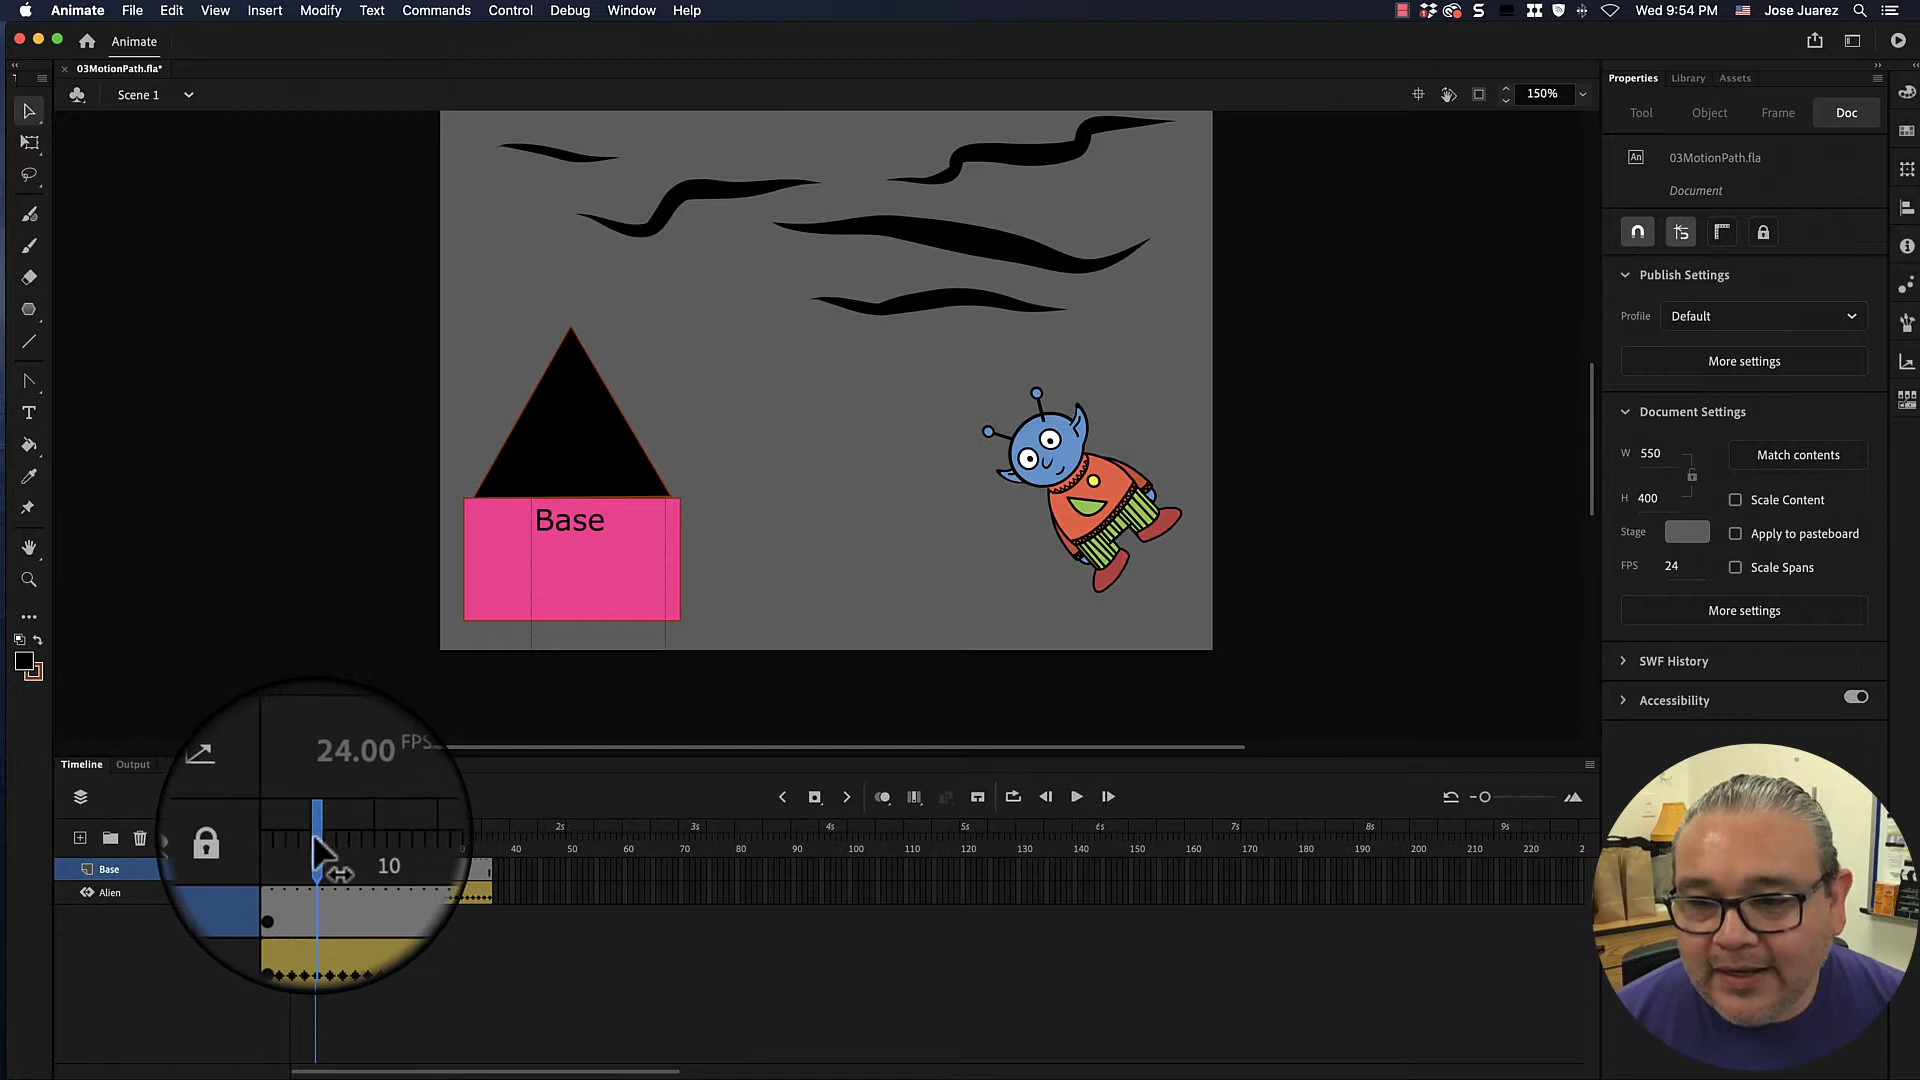 Animate File Edit View Insert Modify Text Commands Control Debug Window Help Wed 9:54 PM Jose Juarez
Animate
03MotionPath.fla*
Scene 1 150%
Properties Library Assets
Tool Object Frame Doc
An 03MotionPath.fla
Document
Publish Settings
Profile Default
More settings
Document Settings
W 550 Match contents
H 400 Scale Content
Stage Apply to pasteboard
FPS 24 Scale Spans
More settings
SWF History
Accessibility
Base
24.00 FPS
Timeline Output
2s 3s 4s 5s 6s 7s 8s 9s
10 0 40 50 60 70 80 90 100 110 120 130 140 150 160 170 180 190 200 210 220 2
Base
Alien